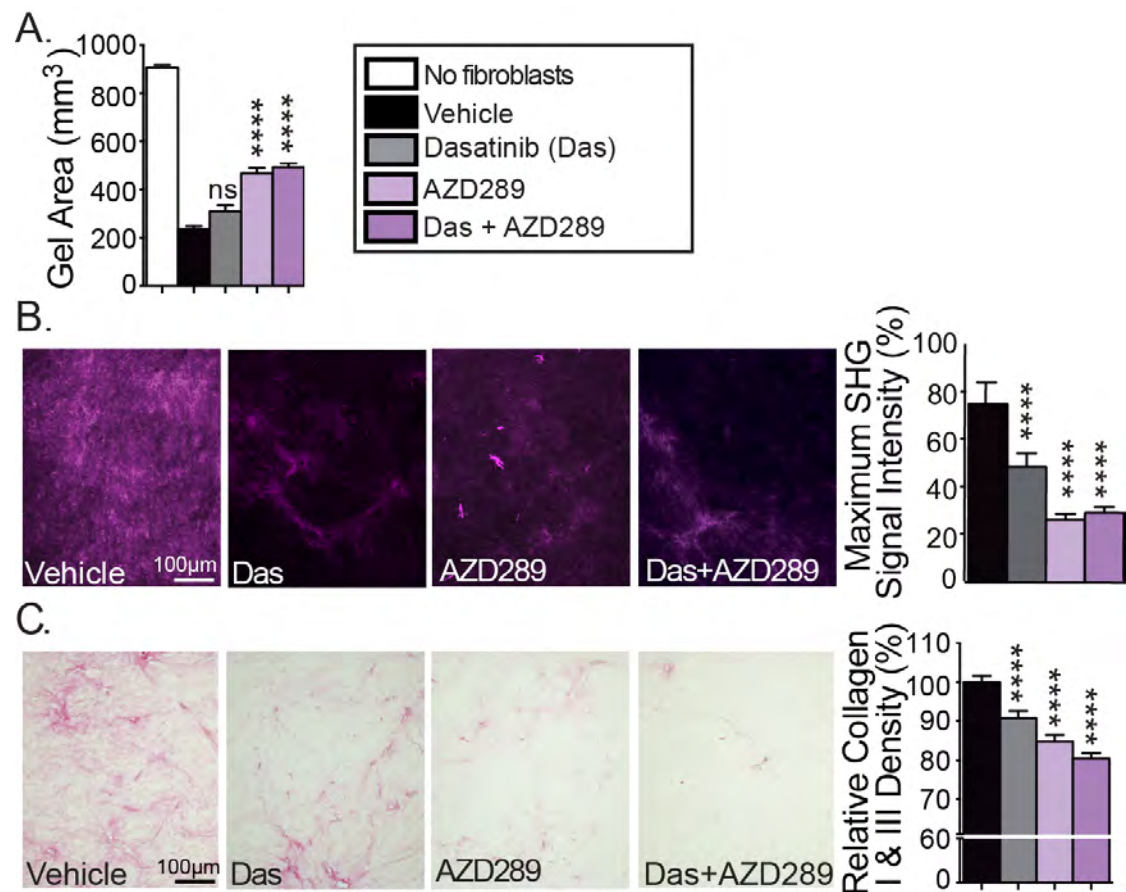 A.
Gel Area (mm³)
1000
800
600
400
200
0
ns
****
****
No fibroblasts
Vehicle
Dasatinib (Das)
AZD289
Das + AZD289
B.
Vehicle
100µm
Das
AZD289
Das+AZD289
Maximum SHG
Signal Intensity (%)
100
80
60
40
20
0
****
****
****
C.
Vehicle
100µm
Das
AZD289
Das+AZD289
Relative Collagen
I & III Density (%)
110
100
90
80
70
60
0
****
****
****